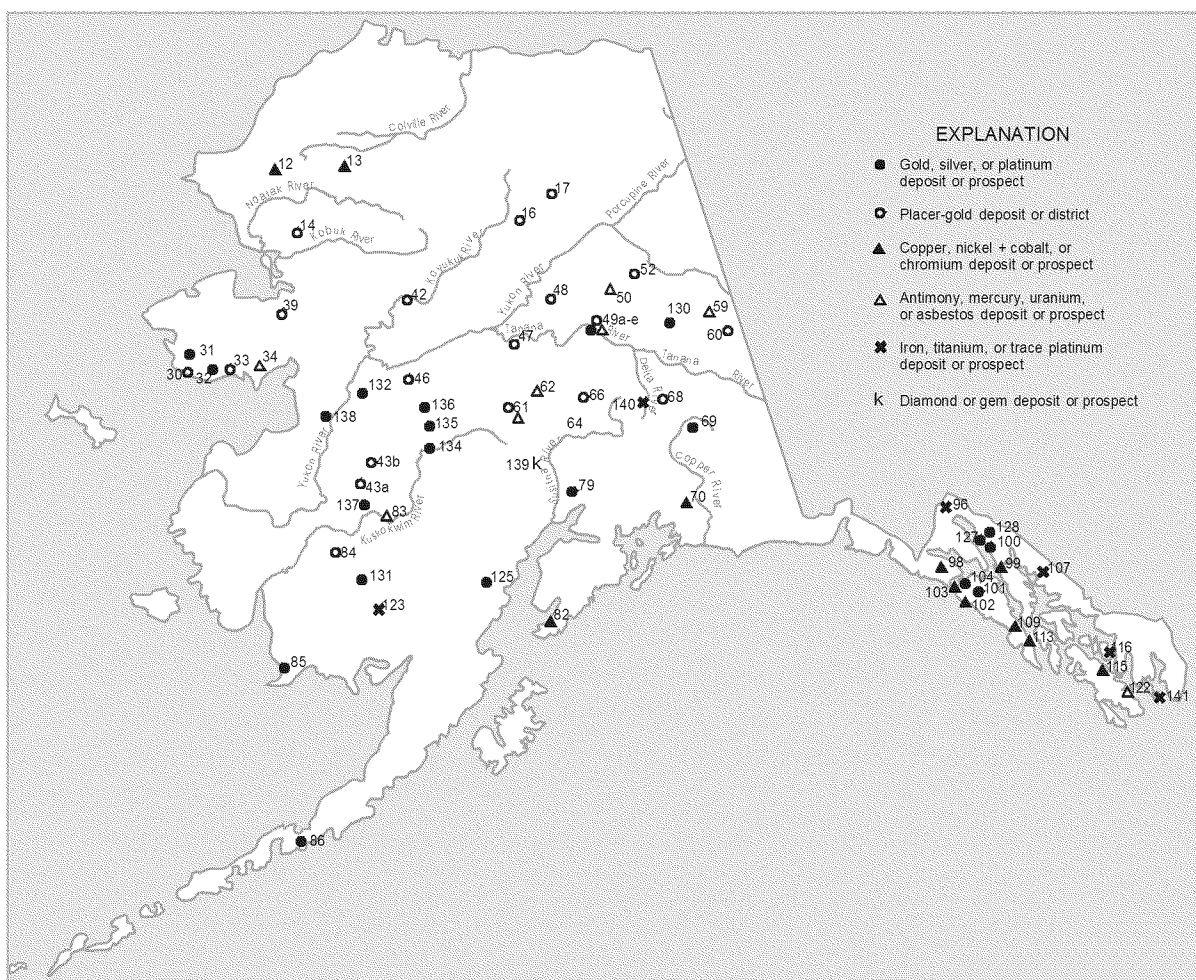 EXPLANATION
Gold, silver, or platinum
deposit or prospect
Placer-gold deposit or district
Copper, nickel + cobalt, or
chromium deposit or prospect
Antimony, mercury, uranium,
or asbestos deposit or prospect
Iron, titanium, or trace platinum
deposit or prospect
k Diamond or gem deposit or prospect
Colville River
12
13
Noatak River
17
16
Porcupine River
14
Kobuk River
Koyukuk River
52
Yukon River
50
42
48
39
130
59
49a-e
60
Tanana
River
47
31
33
34
30
32
Tanana
River
Delta River
132
46
62
66
140
68
136
61
138
135
64
69
134
Yukon River
43b
139 k
Copper River
43a
79
137
83
70
Kuskokwim River
96
128
127
100
84
98
99
107
131
125
104
103
101
102
123
82
109
113
116
85
115
122
141
86